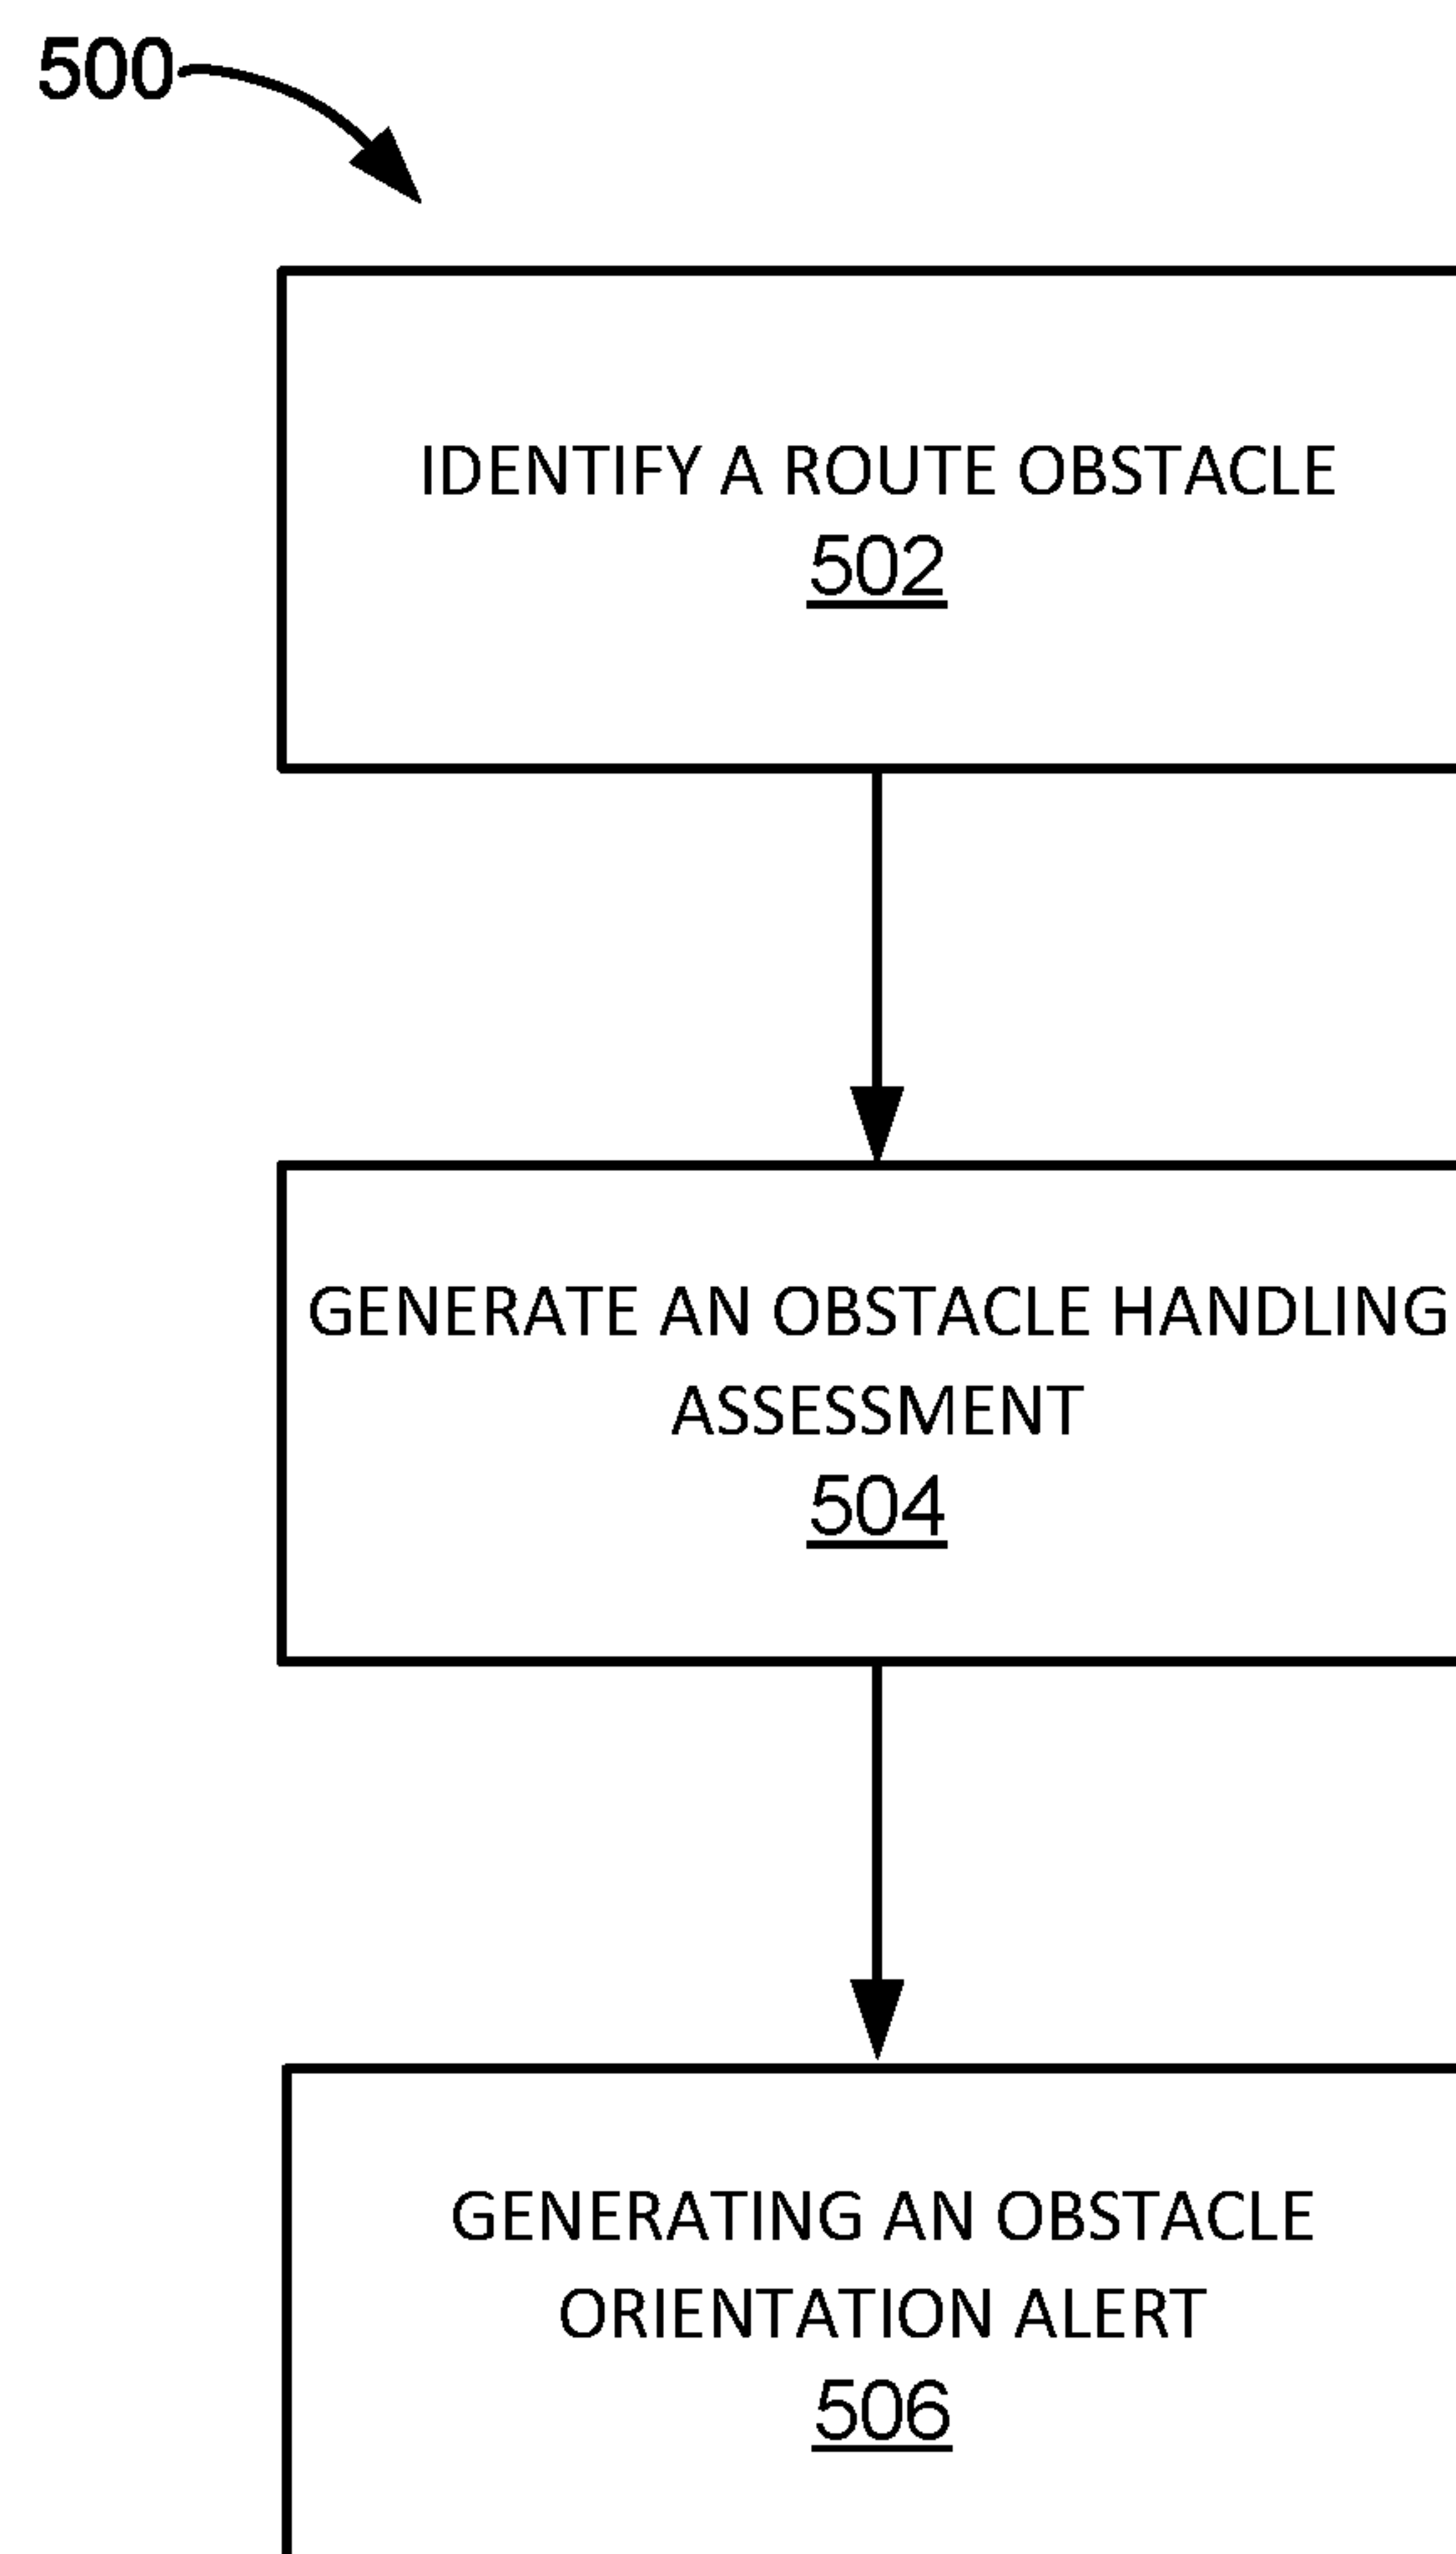 500
IDENTIFY A ROUTE OBSTACLE
502
GENERATE AN OBSTACLE HANDLING
ASSESSMENT
504
GENERATING AN OBSTACLE
ORIENTATION ALERT
506